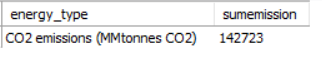 energy_type sumemission
CO2 emissions (MMtonnes CO2) 142723